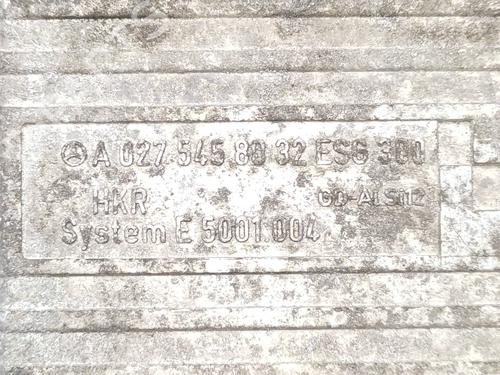 A 027 545 80 32 ESG 300
HKR GD-AlSi12
System E 5001.004